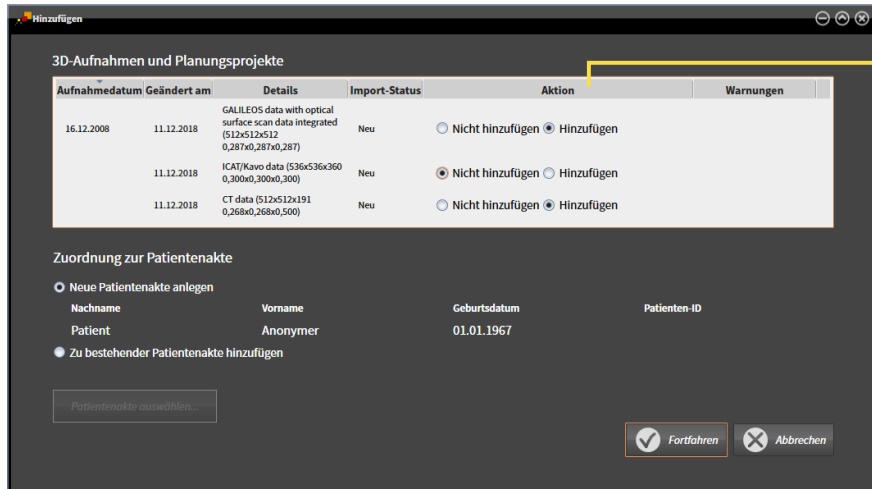 Hinzufügen
3D-Aufnahmen und Planungsprojekte
Aufnahmedatum Geändert am Details Import-Status Aktion Warnungen
GALILEOS data with optical
surface scan data integrated
16.12.2008 11.12.2018 (512x512x512 Neu Nicht hinzufügen Hinzufügen
0,287x0,287x0,287)
11.12.2018 ICAT/Kavo data (536x536x360 Neu Nicht hinzufügen Hinzufügen
0,300x0,300x0,300)
11.12.2018 CT data (512x512x191 Neu Nicht hinzufügen Hinzufügen
0,268x0,268x0,500)
Zuordnung zur Patientenakte
Neue Patientenakte anlegen
Nachname Vorname Geburtsdatum Patienten-ID
Patient Anonymer 01.01.1967
Zu bestehender Patientenakte hinzufügen
Patientenakte auswählen...
Fortfahren Abbrechen